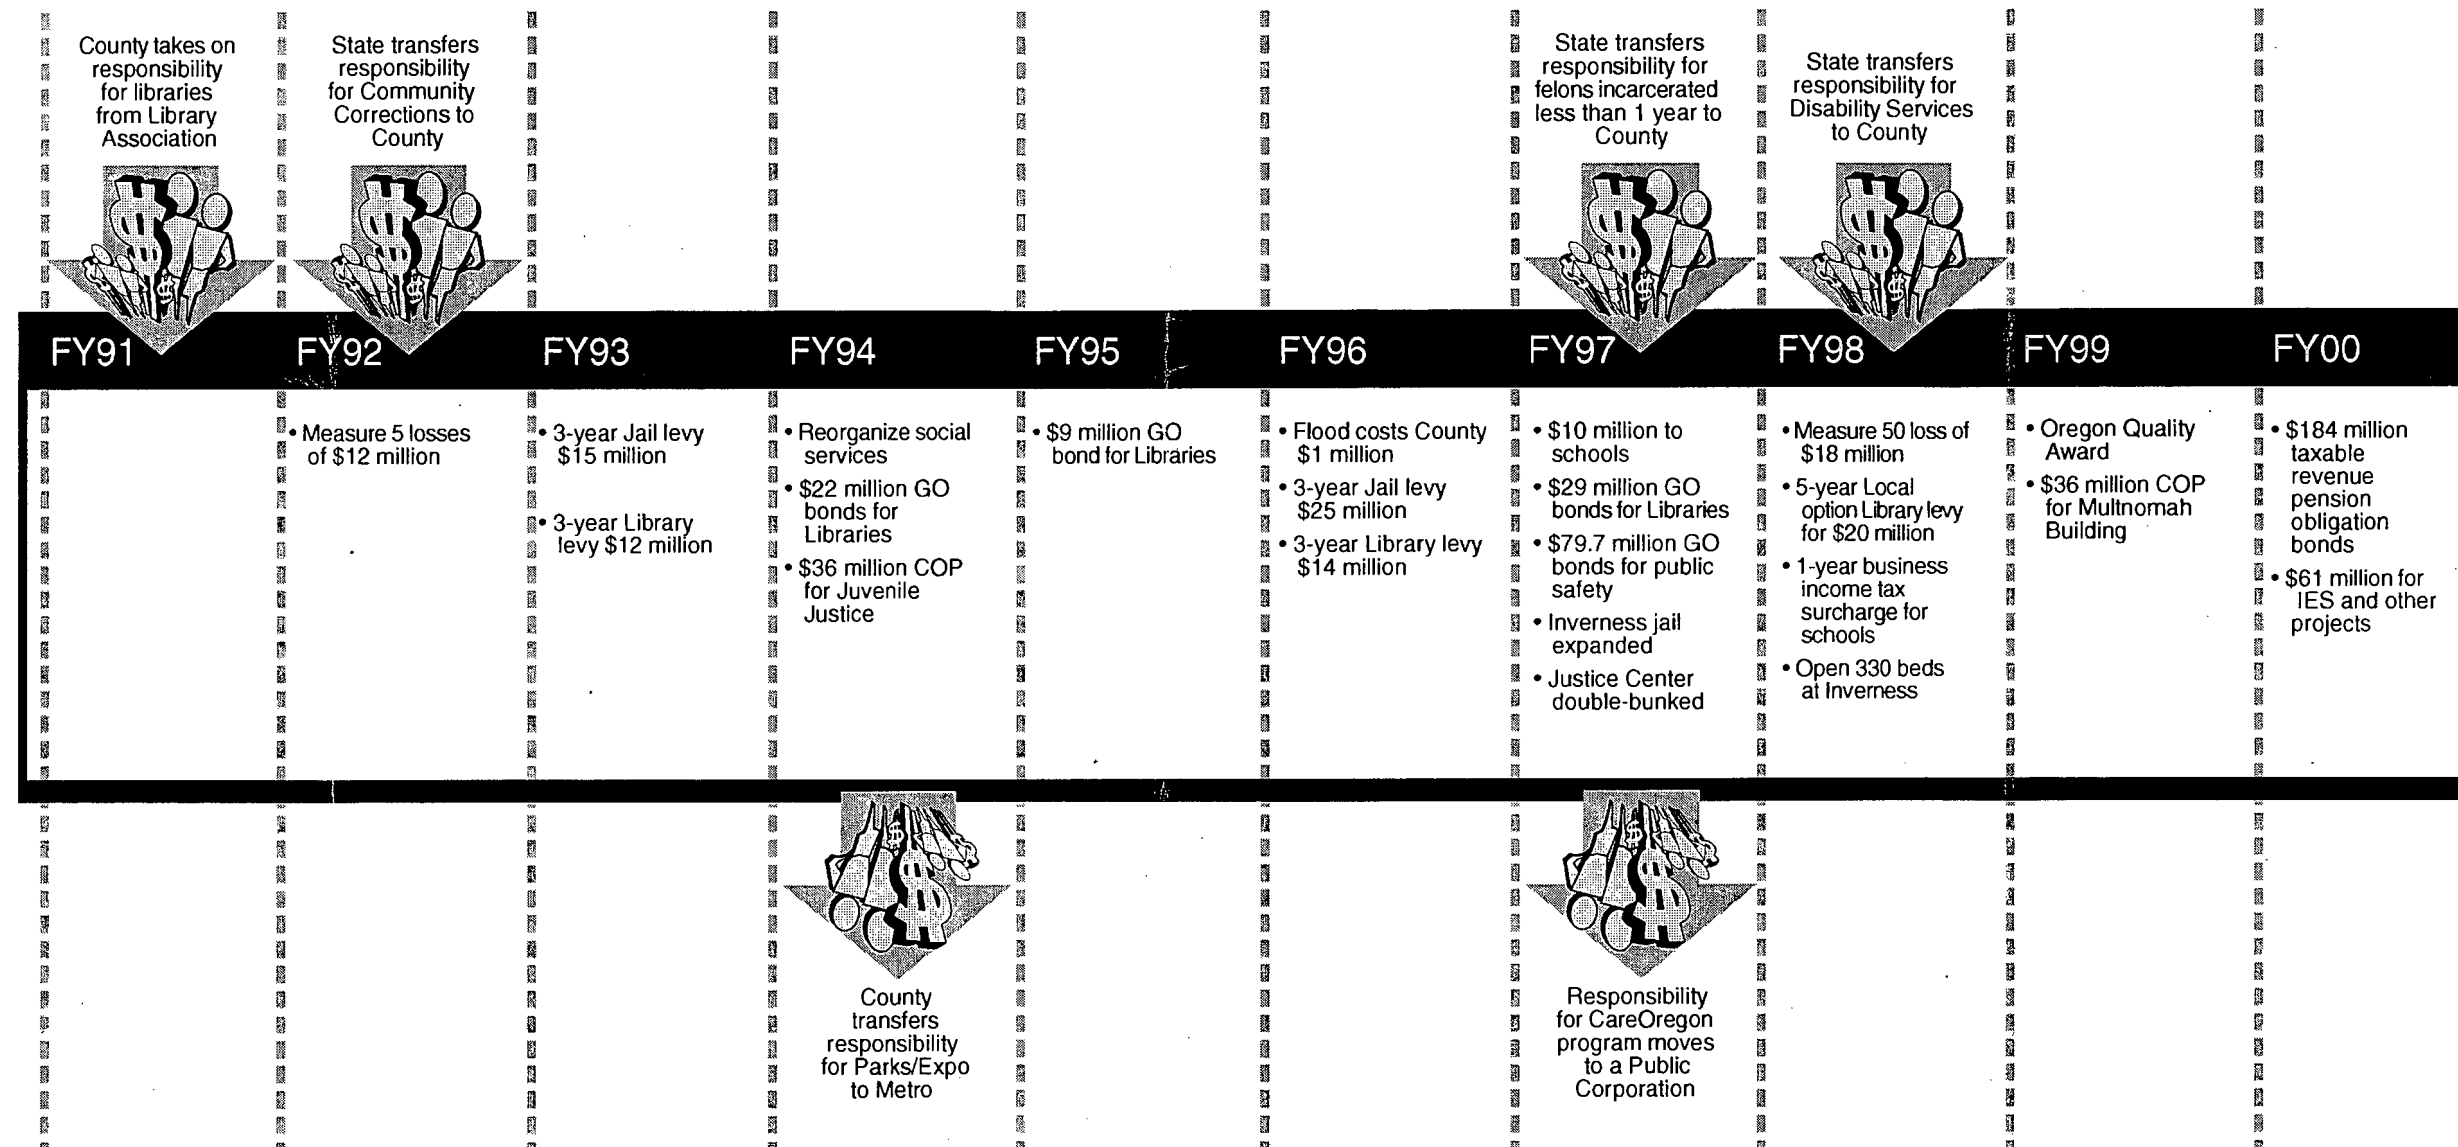 County takes on
responsibility
for libraries
from Library
Association
State transfers
responsibility
for Community
Corrections to
County
State transfers
responsibility for
felons incarcerated
less than 1 year to
County
State transfers
responsibility for
Disability Services
to County
FY91
FY92
FY93
FY94
FY95
FY96
FY97
FY98
FY99
FY00
• Measure 5 losses
of $12 million
• 3-year Jail levy
$15 million
• 3-year Library
levy $12 million
• Reorganize social
services
• $22 million GO
bonds for
Libraries
• $36 million COP
for Juvenile
Justice
• $9 million GO
bond for Libraries
• Flood costs County
$1 million
• 3-year Jail levy
$25 million
• 3-year Library levy
$14 million
• $10 million to
schools
• $29 million GO
bonds for Libraries
• $79.7 million GO
bonds for public
safety
• Inverness jail
expanded
• Justice Center
double-bunked
• Measure 50 loss of
$18 million
• 5-year Local
option Library levy
for $20 million
• 1-year business
income tax
surcharge for
schools
• Open 330 beds
at Inverness
• Oregon Quality
Award
• $36 million COP
for Multnomah
Building
• $184 million
taxable
revenue
pension
obligation
bonds
• $61 million for
IES and other
projects
County
transfers
responsibility
for Parks/Expo
to Metro
Responsibility
for CareOregon
program moves
to a Public
Corporation